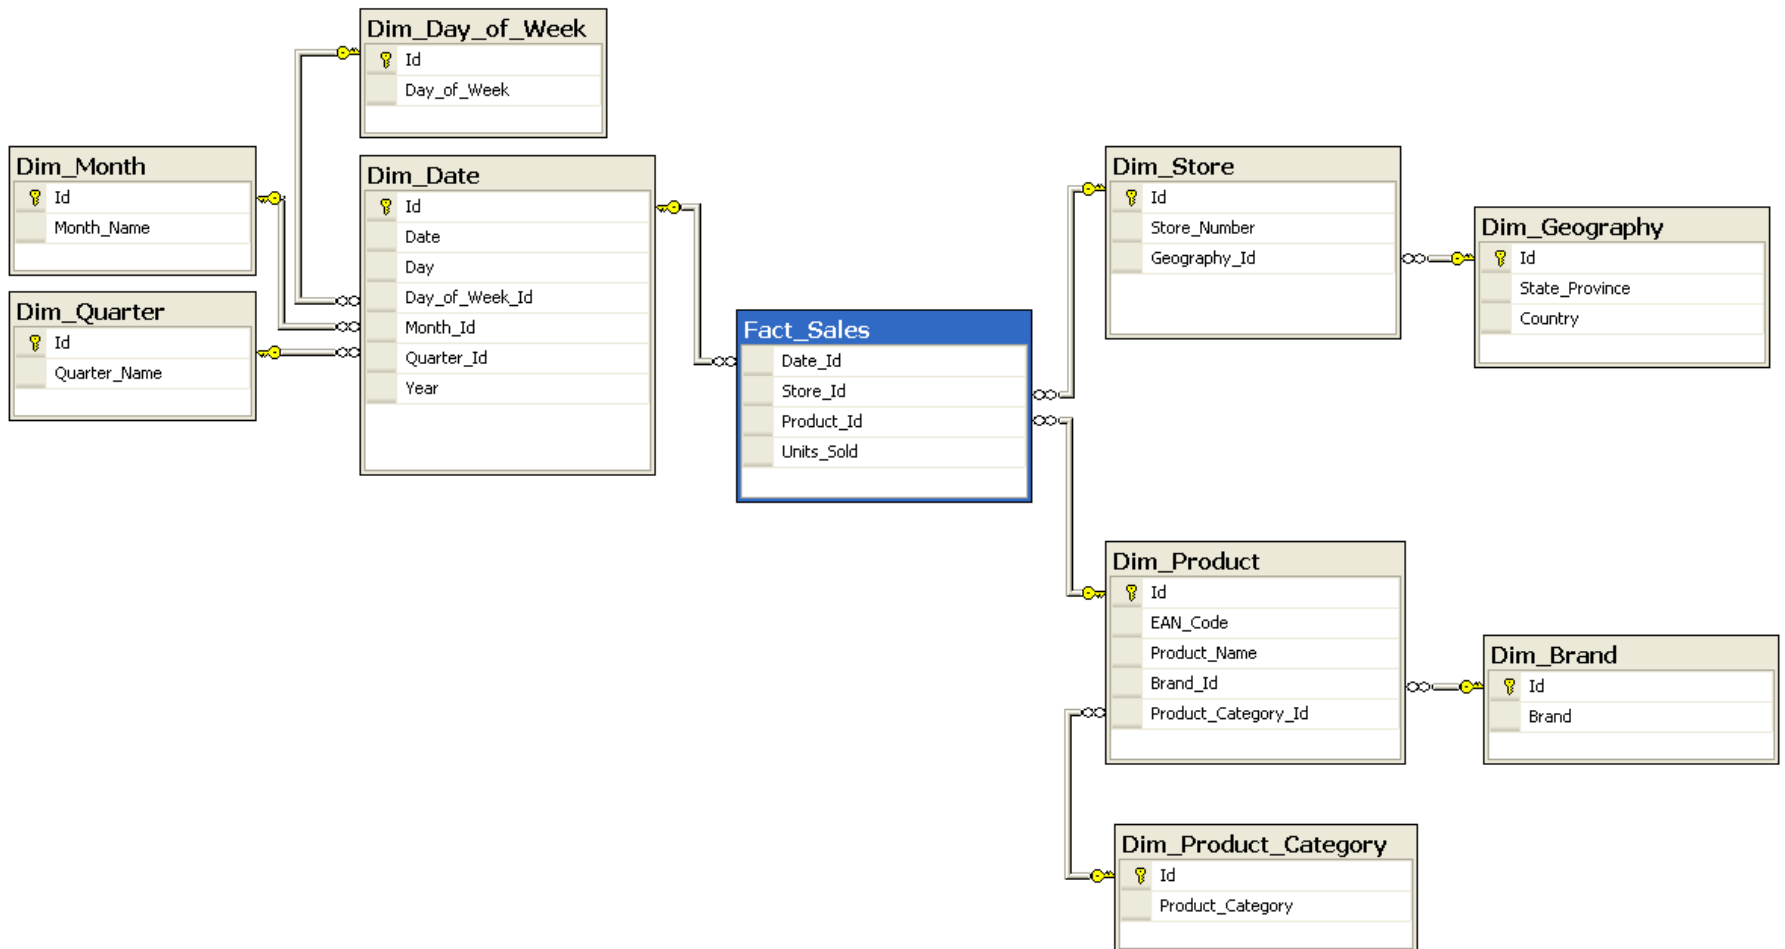 Dim_Day_of_Week
Id
Day_of_Week
Dim_Month
Id
Month_Name
Dim_Quarter
Id
Quarter_Name
Dim_Date
Id
Date
Day
Day_of_Week_Id
Month_Id
Quarter_Id
Year
Fact_Sales
Date_Id
Store_Id
Product_Id
Units_Sold
Dim_Store
Id
Store_Number
Geography_Id
Dim_Geography
Id
State_Province
Country
Dim_Product
Id
EAN_Code
Product_Name
Brand_Id
Product_Category_Id
Dim_Brand
Id
Brand
Dim_Product_Category
Id
Product_Category